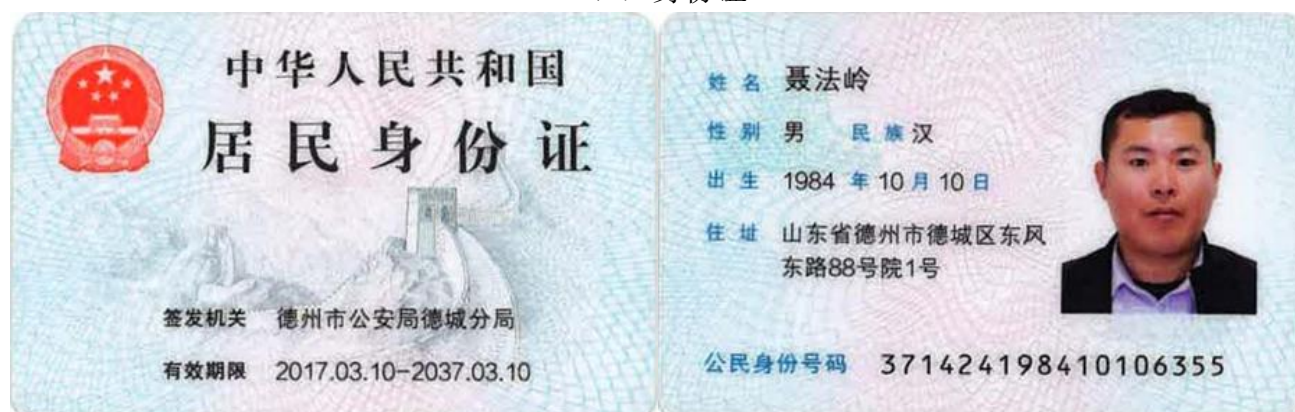 中华人民共和国
居民身份证
签发机关 德州市公安局德城分局
有效期限 2017.03.10-2037.03.10
姓名 聂法岭
性别 男 民族 汉
出生 1984 年 10 月 10 日
住址 山东省德州市德城区东风
东路88号院1号
公民身份号码 371424198410106355